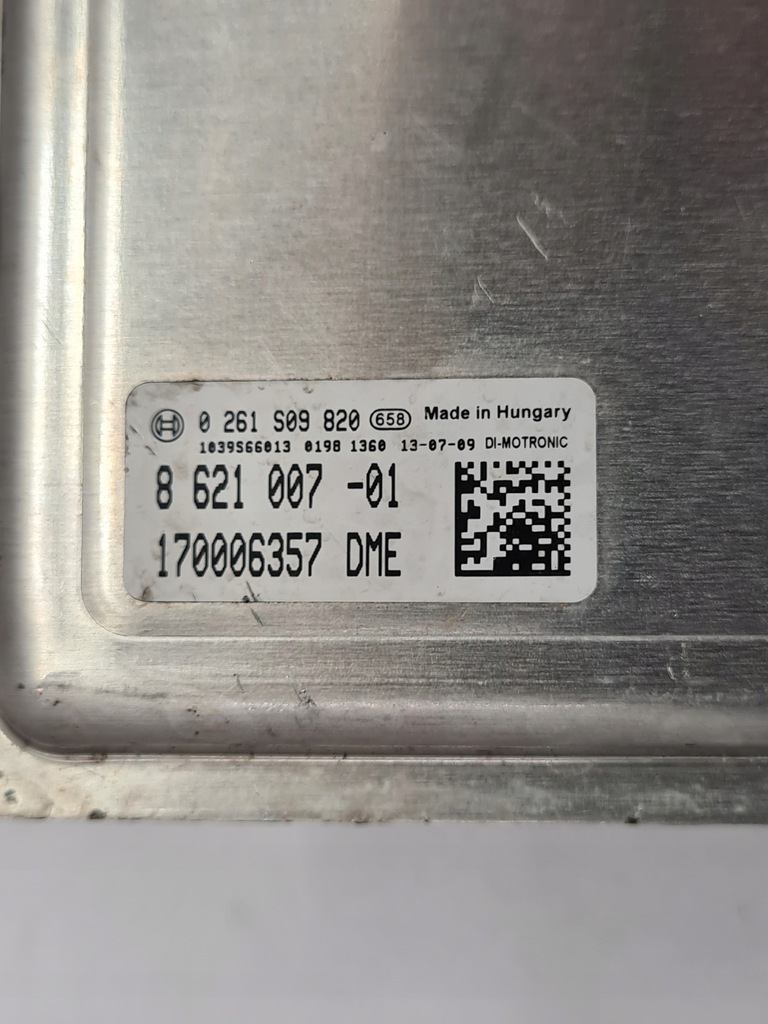 0 261 S09 820 658 Made in Hungary
1039S66013 0198 1360 13-07-09 DI-MOTRONIC
8 621 007 -01
170006357 DME